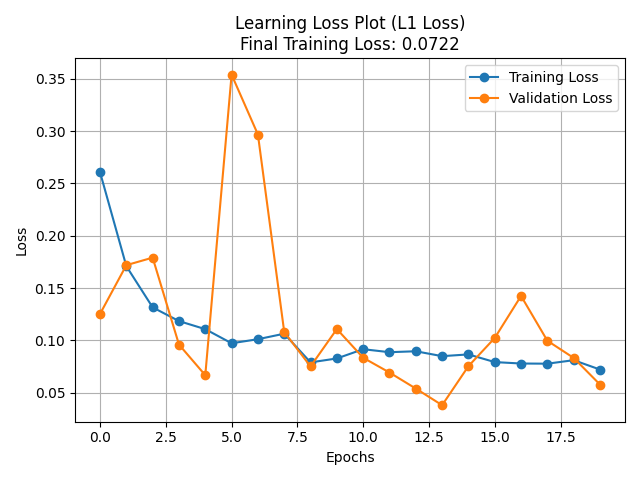 Learning Loss Plot (L1 Loss)
Final Training Loss: 0.0722
Training Loss
Validation Loss
0.35
0.30
0.25
0.20
0.15
0.10
0.05
Loss
0.0 2.5 5.0 7.5 10.0 12.5 15.0 17.5
Epochs